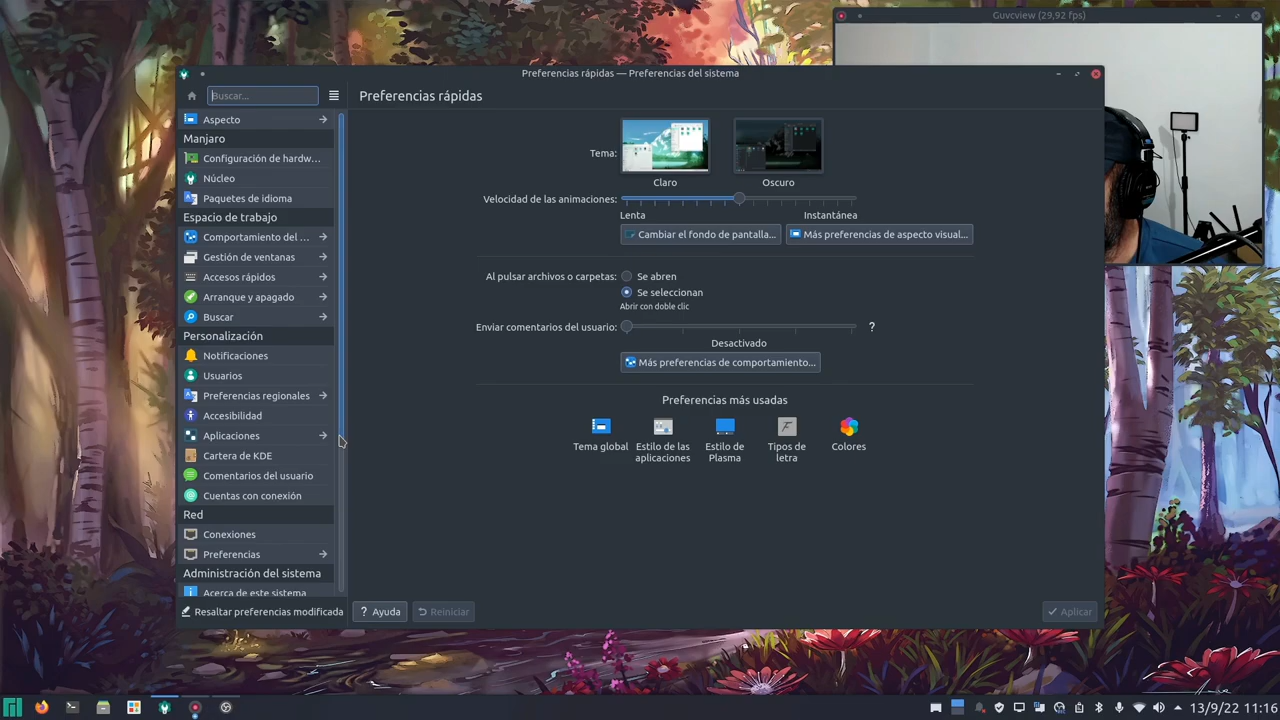 Guvcview (29,92 fps)
Preferencias rápidas — Preferencias del sistema
Buscar...
Preferencias rápidas
Aspecto
Manjaro
Configuración de hardw...
Núcleo
Paquetes de idioma
Espacio de trabajo
Comportamiento del ...
Gestión de ventanas
Accesos rápidos
Arranque y apagado
Buscar
Personalización
Notificaciones
Usuarios
Preferencias regionales
Accesibilidad
Aplicaciones
Cartera de KDE
Comentarios del usuario
Cuentas con conexión
Red
Conexiones
Preferencias
Administración del sistema
Acerca de este sistema
Resaltar preferencias modificada
Tema:
Claro
Oscuro
Velocidad de las animaciones:
Lenta
Instantánea
Cambiar el fondo de pantalla...
Más preferencias de aspecto visual...
Al pulsar archivos o carpetas:
Se abren
Se seleccionan
Abrir con doble clic
Enviar comentarios del usuario:
?
Desactivado
Más preferencias de comportamiento...
Preferencias más usadas
Tema global
Estilo de las
aplicaciones
Estilo de
Plasma
Tipos de
letra
Colores
? Ayuda
Reiniciar
Aplicar
13/9/22 11:16